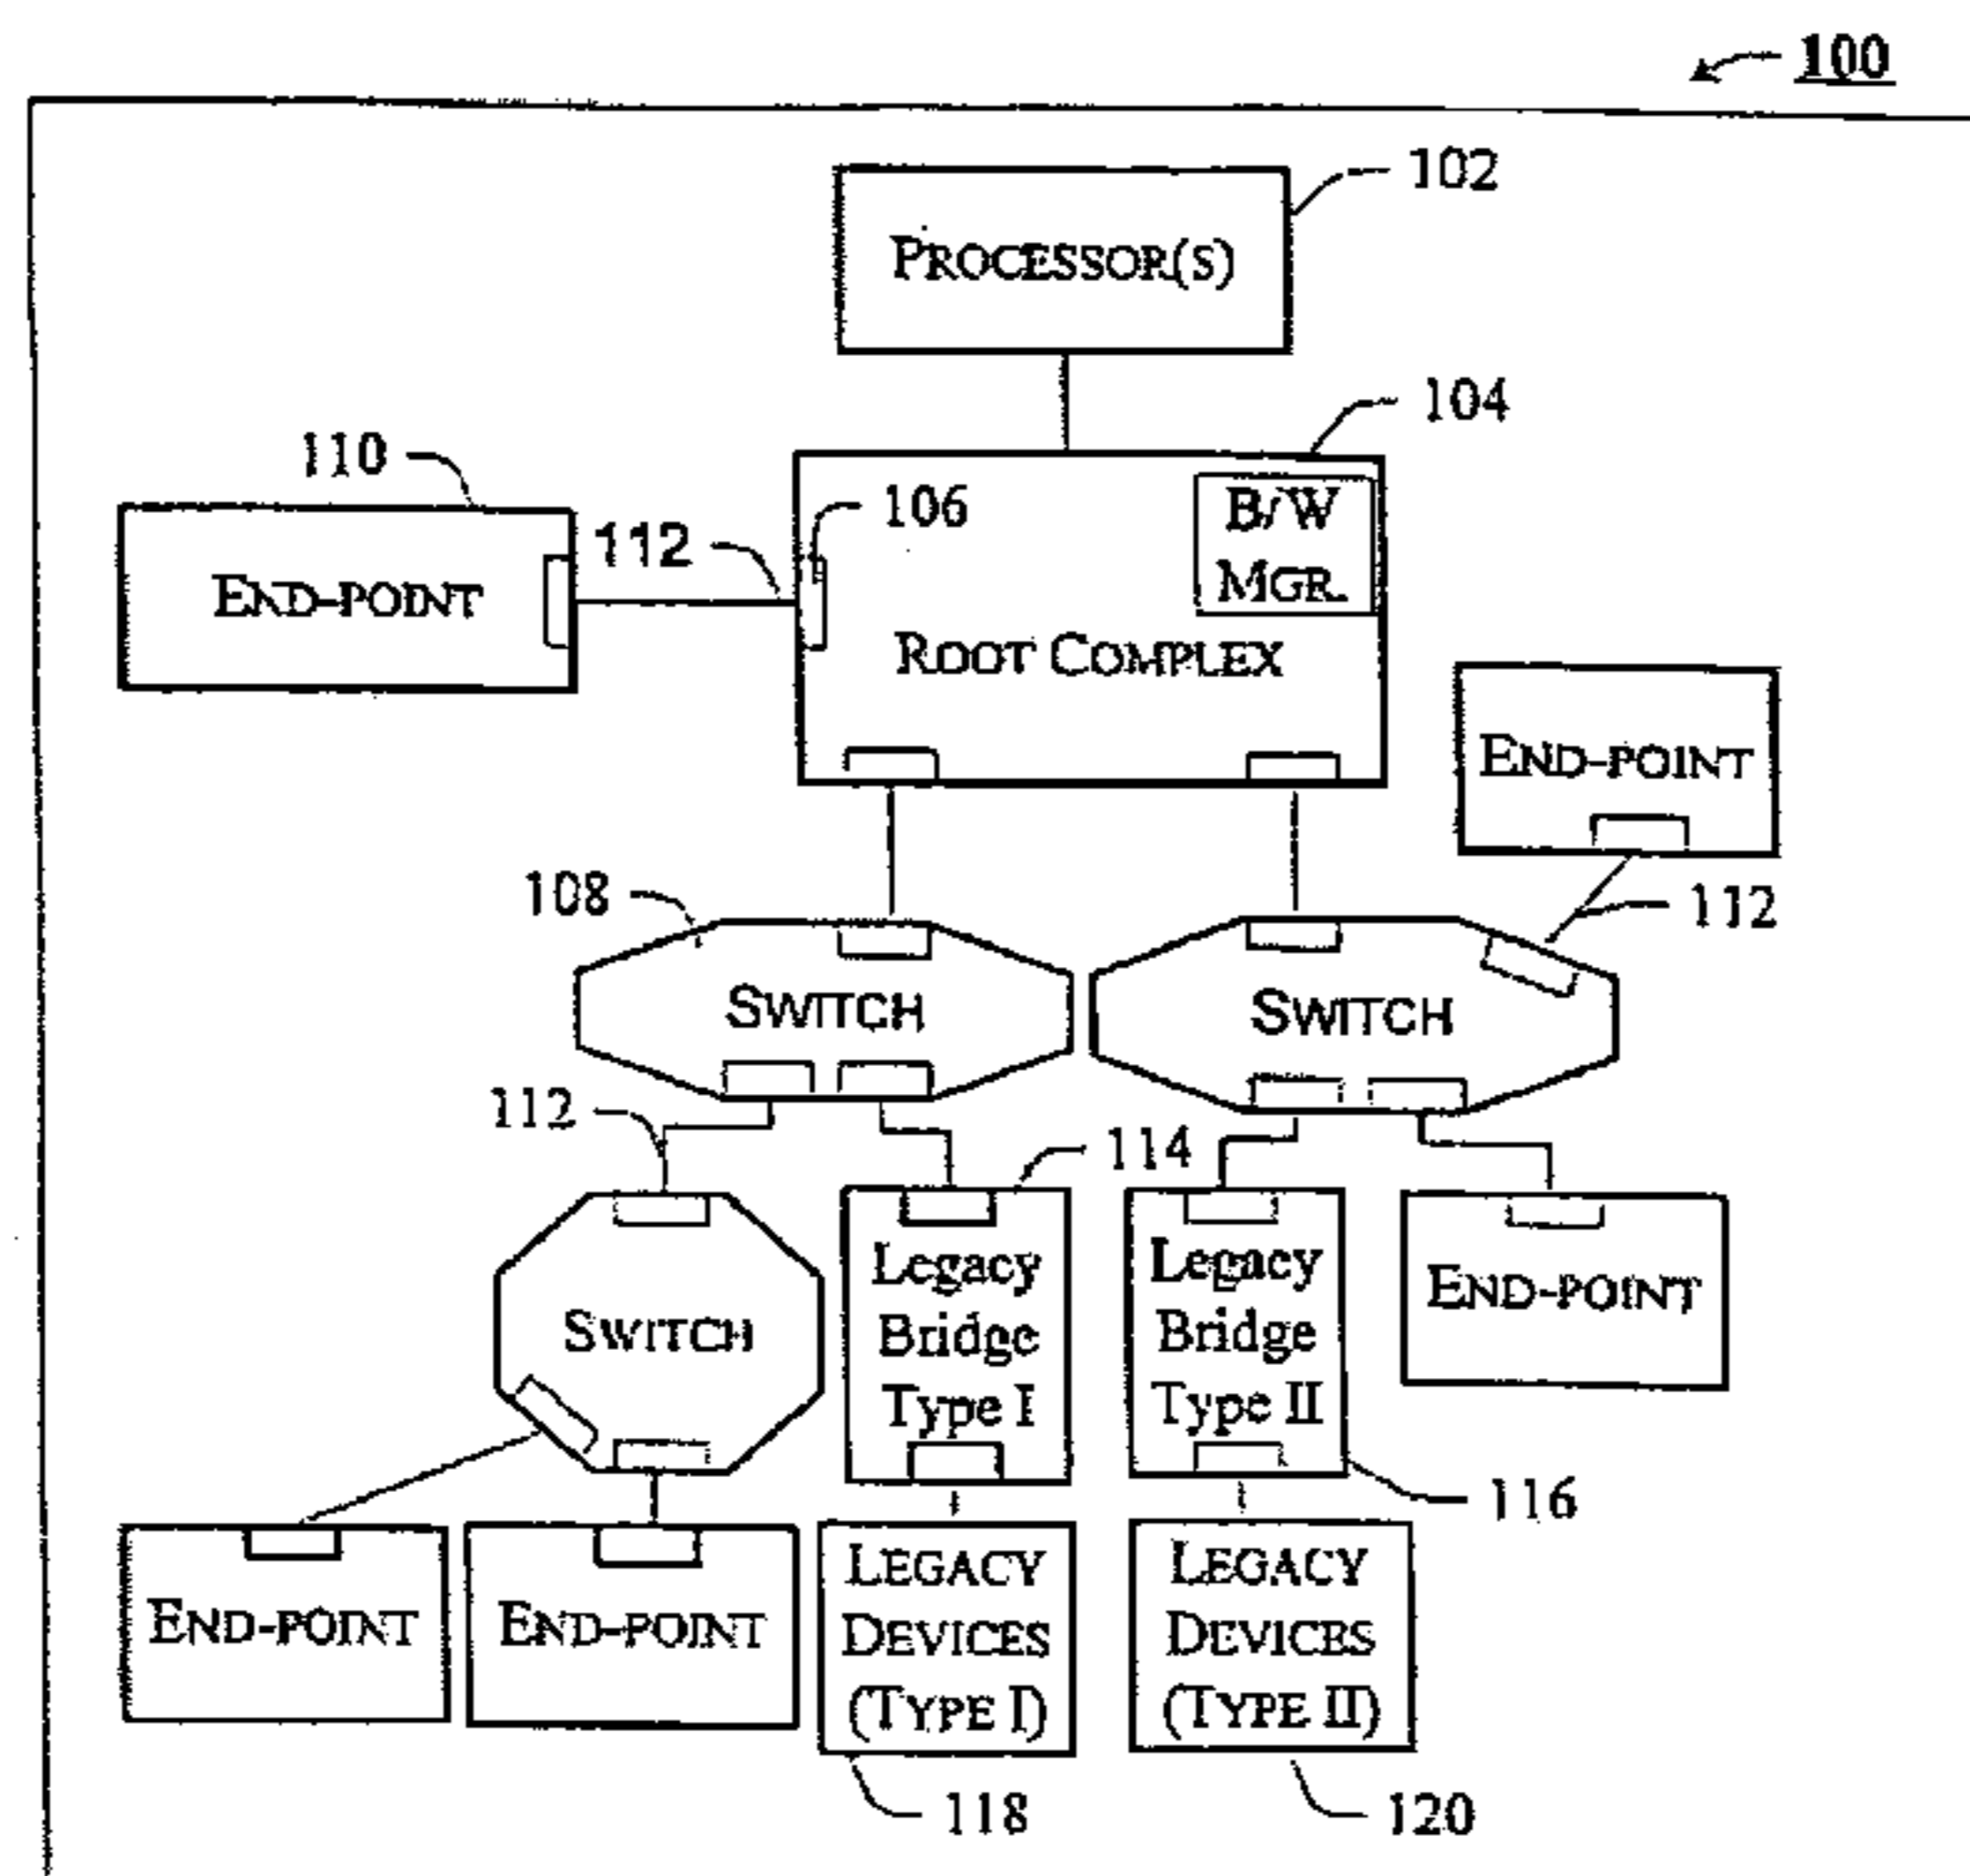 100
102
PROCESSOR(S)
104
110
106
B/W
MGR.
112
END-POINT
ROOT COMPLEX
END-POINT
108
112
SWITCH
SWITCH
112
114
Legacy
Bridge
Type I
Legacy
Bridge
Type II
END-POINT
SWITCH
116
END-POINT
END-POINT
LEGACY
DEVICES
(TYPE I)
LEGACY
DEVICES
(TYPE II)
118
120